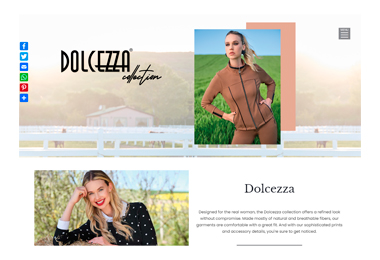 DOLCEZZA
collection
Dolcezza
Designed for the real woman, the Dolcezza collection offers a refined look
without compromise. Made mostly of natural and breathable fibers, our
garments are comfortable with a great fit. And with our sophisticated prints
and accessory details, you're sure to get noticed.